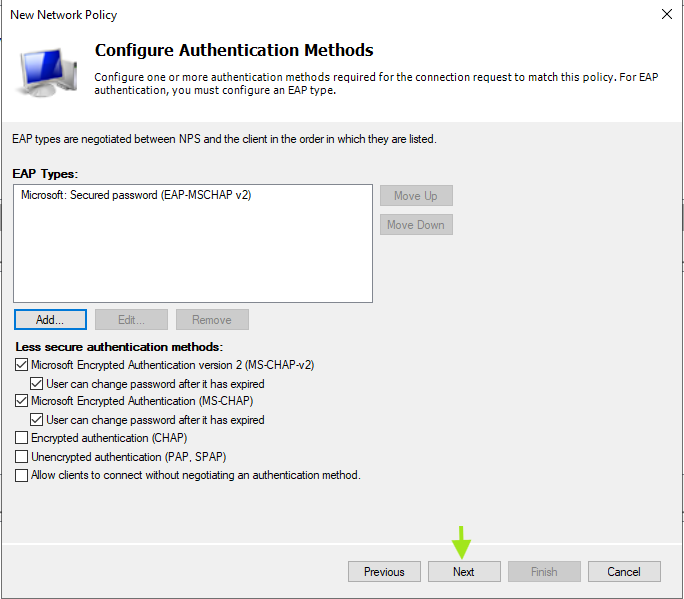 New Network Policy
Configure Authentication Methods
Configure one or more authentication methods required for the connection request to match this policy. For EAP
authentication, you must configure an EAP type.
EAP types are negotiated between NPS and the client in the order in which they are listed.
EAP Types:
Microsoft: Secured password (EAP-MSCHAP v2)
Move Up
Move Down
Add...
Edit...
Remove
Less secure authentication methods:
Microsoft Encrypted Authentication version 2 (MS-CHAP-v2)
User can change password after it has expired
Microsoft Encrypted Authentication (MS-CHAP)
User can change password after it has expired
Encrypted authentication (CHAP)
Unencrypted authentication (PAP, SPAP)
Allow clients to connect without negotiating an authentication method.
Previous
Next
Finish
Cancel